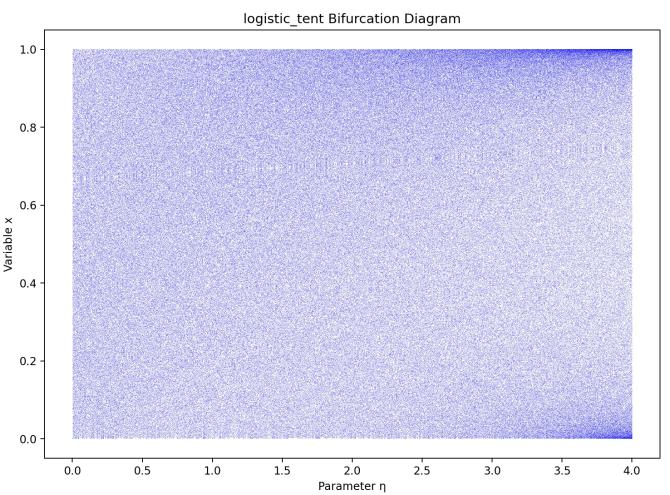 logistic_tent Bifurcation Diagram
1.0
0.8
0.6
0.4
0.2
0.0
Variable x
0.0 0.5 1.0 1.5 2.0 2.5 3.0 3.5 4.0
Parameter η